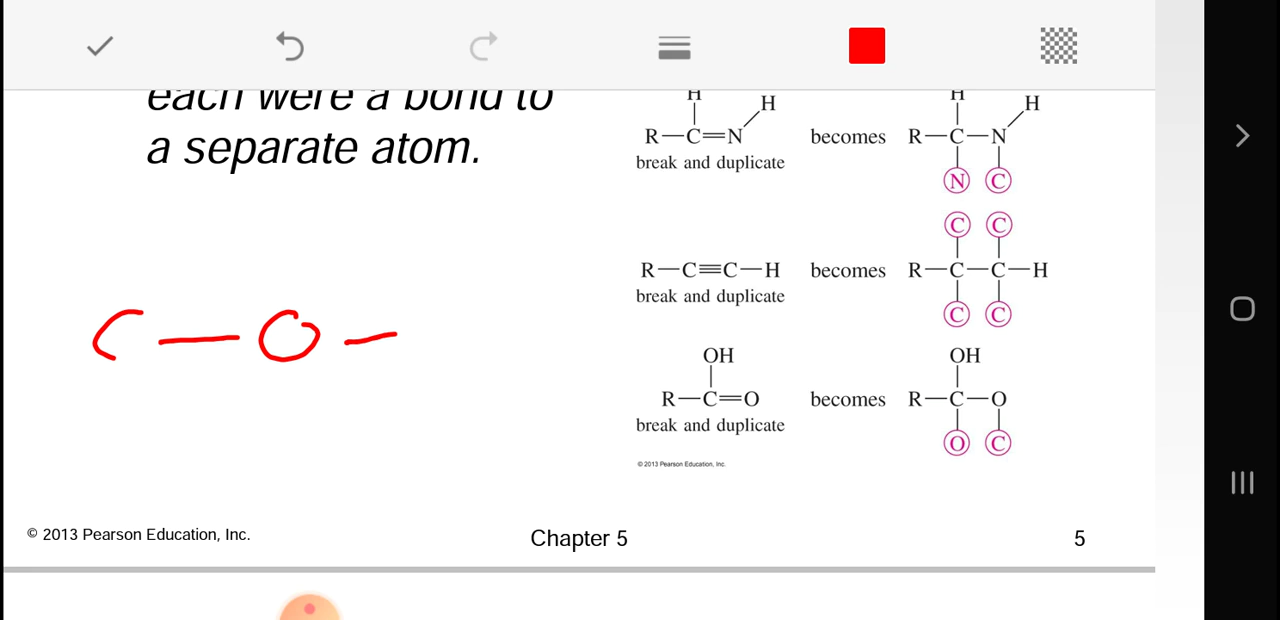 each were a bond to
a separate atom.
H
H
R—C=N
break and duplicate
becomes
H
H
R—C—N
N C
R—C≡C—H
break and duplicate
becomes
C C
R—C—C—H
C C
OH
R—C=O
break and duplicate
becomes
OH
R—C—O
O C
© 2013 Pearson Education, Inc.
C — O —
© 2013 Pearson Education, Inc.
Chapter 5
5